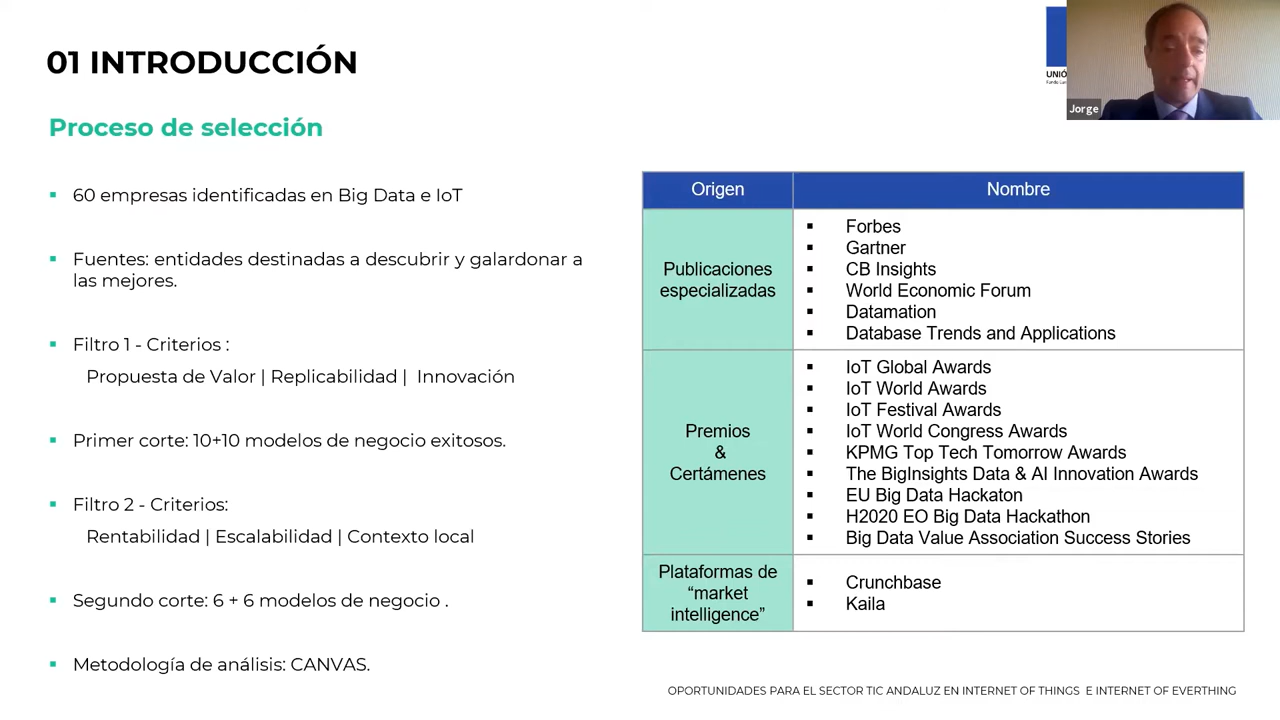 01 INTRODUCCIÓN
Proceso de selección
▪ 60 empresas identificadas en Big Data e IoT
▪ Fuentes: entidades destinadas a descubrir y galardonar a
las mejores.
▪ Filtro 1 - Criterios :
Propuesta de Valor | Replicabilidad | Innovación
▪ Primer corte: 10+10 modelos de negocio exitosos.
▪ Filtro 2 - Criterios:
Rentabilidad | Escalabilidad | Contexto local
▪ Segundo corte: 6 + 6 modelos de negocio .
▪ Metodología de análisis: CANVAS.
UNIÓ
Jorge
Origen
Nombre
Publicaciones
especializadas
▪ Forbes
▪ Gartner
▪ CB Insights
▪ World Economic Forum
▪ Datamation
▪ Database Trends and Applications
Premios
&
Certámenes
▪ IoT Global Awards
▪ IoT World Awards
▪ IoT Festival Awards
▪ IoT World Congress Awards
▪ KPMG Top Tech Tomorrow Awards
▪ The BigInsights Data & AI Innovation Awards
▪ EU Big Data Hackaton
▪ H2020 EO Big Data Hackathon
▪ Big Data Value Association Success Stories
Plataformas de
“market
intelligence”
▪ Crunchbase
▪ Kaila
OPORTUNIDADES PARA EL SECTOR TIC ANDALUZ EN INTERNET OF THINGS E INTERNET OF EVERTHING